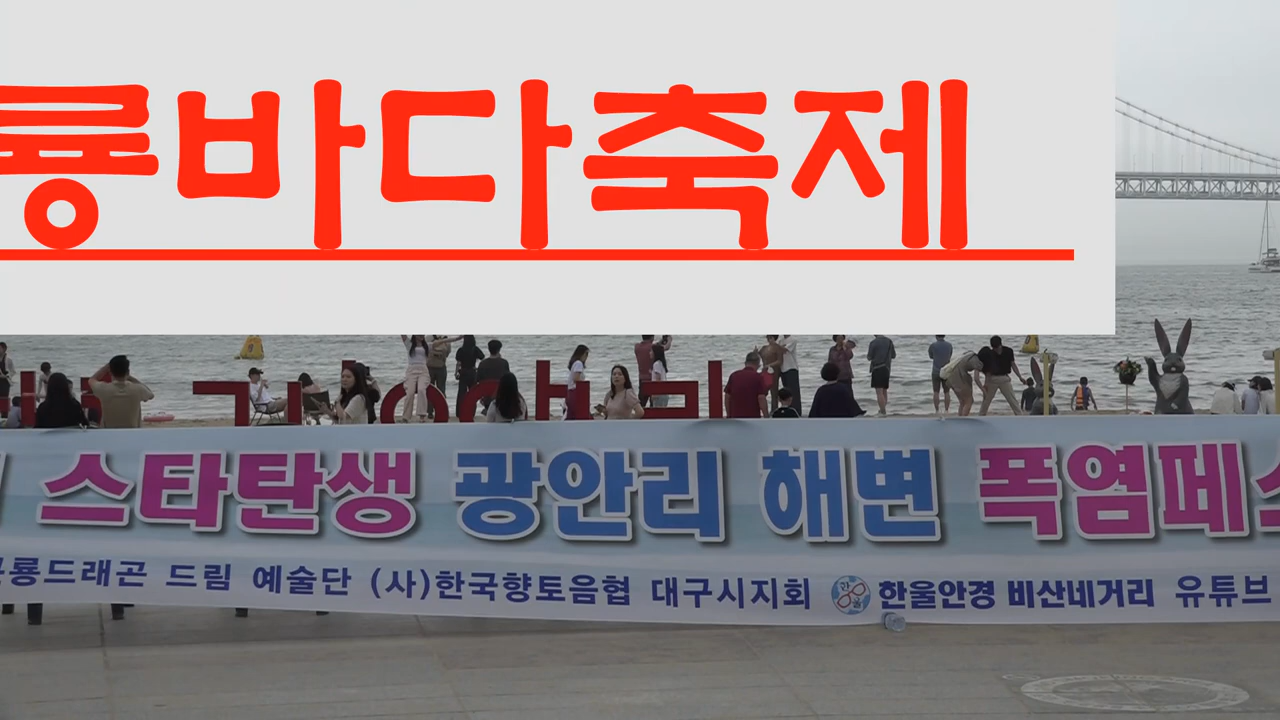 룡바다축제
스타탄생 광안리 해변 폭염페스
룡드래곤 드림 예술단 (사)한국향토음협 대구시지회 한울안경 비산네거리 유튜브